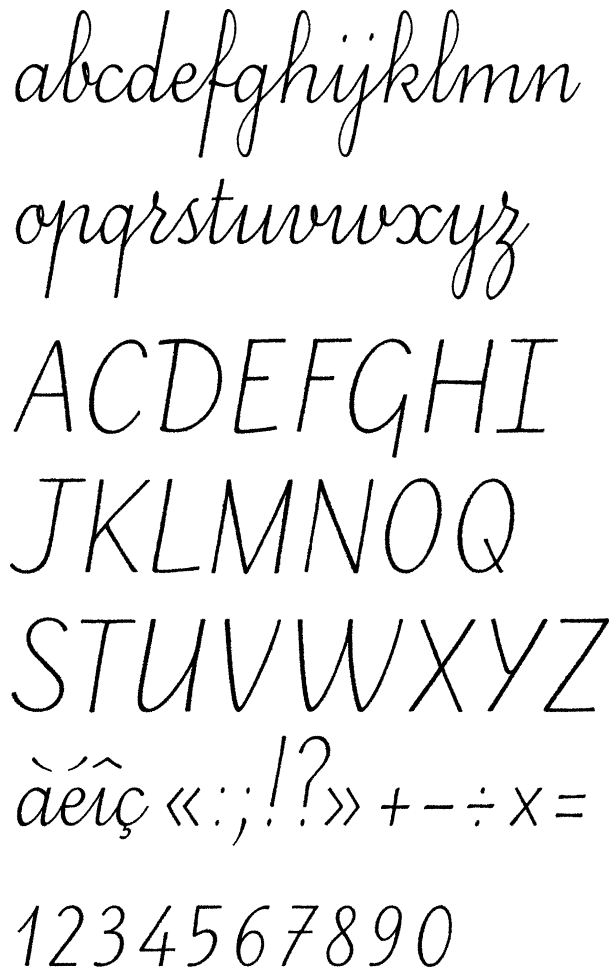 abcdefghijklmn
opqrstuvwxyz
ACDEFGHI
JKLMNOQ
STUVWXYZ
àéîç «:;!?» + − ÷ x =
1234567890